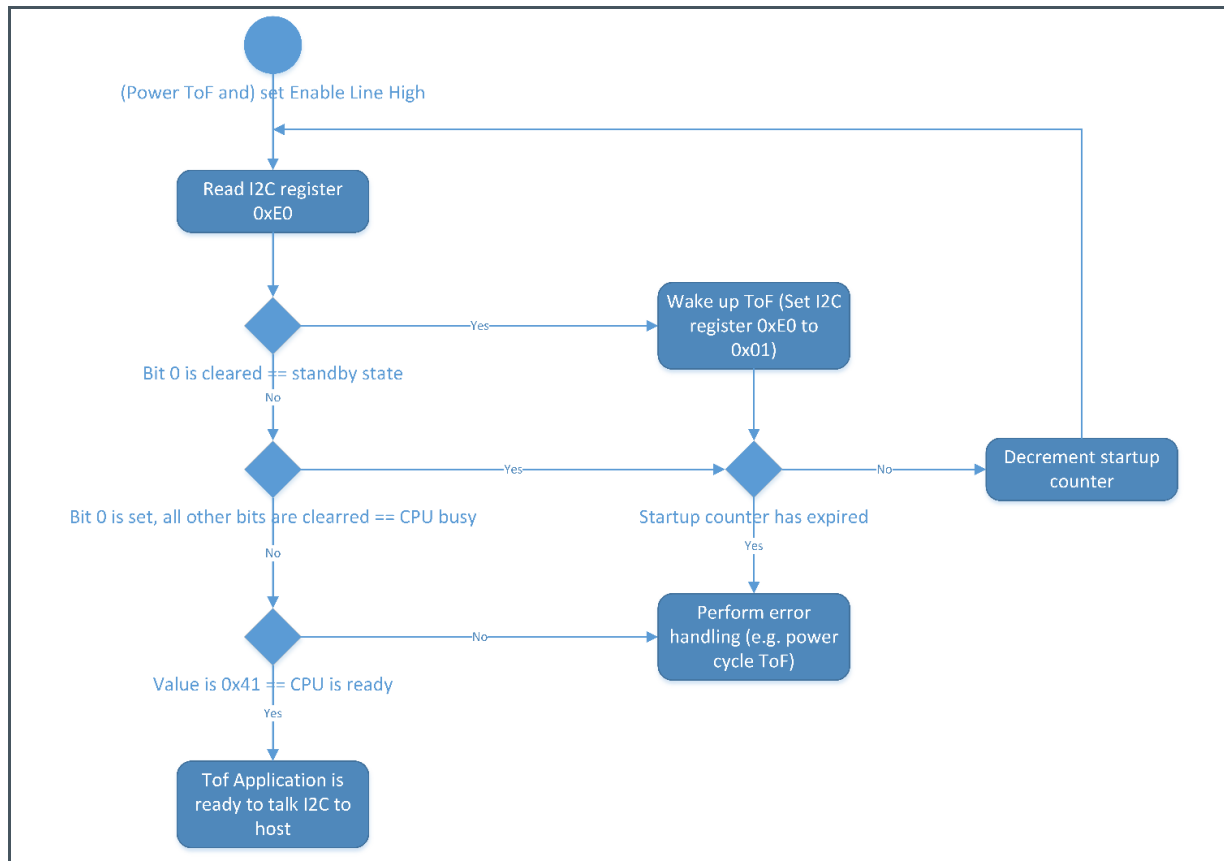 (Power ToF and) set Enable Line High
Read I2C register
0xE0
Wake up ToF (Set I2C
register 0xE0 to
0x01)
Yes
Bit 0 is cleared == standby state
No
Yes
No
Decrement startup
counter
Bit 0 is set, all other bits are clearred == CPU busy
Startup counter has expired
Yes
No
Perform error
handling (e.g. power
cycle ToF)
No
Value is 0x41 == CPU is ready
Yes
Tof Application is
ready to talk I2C to
host